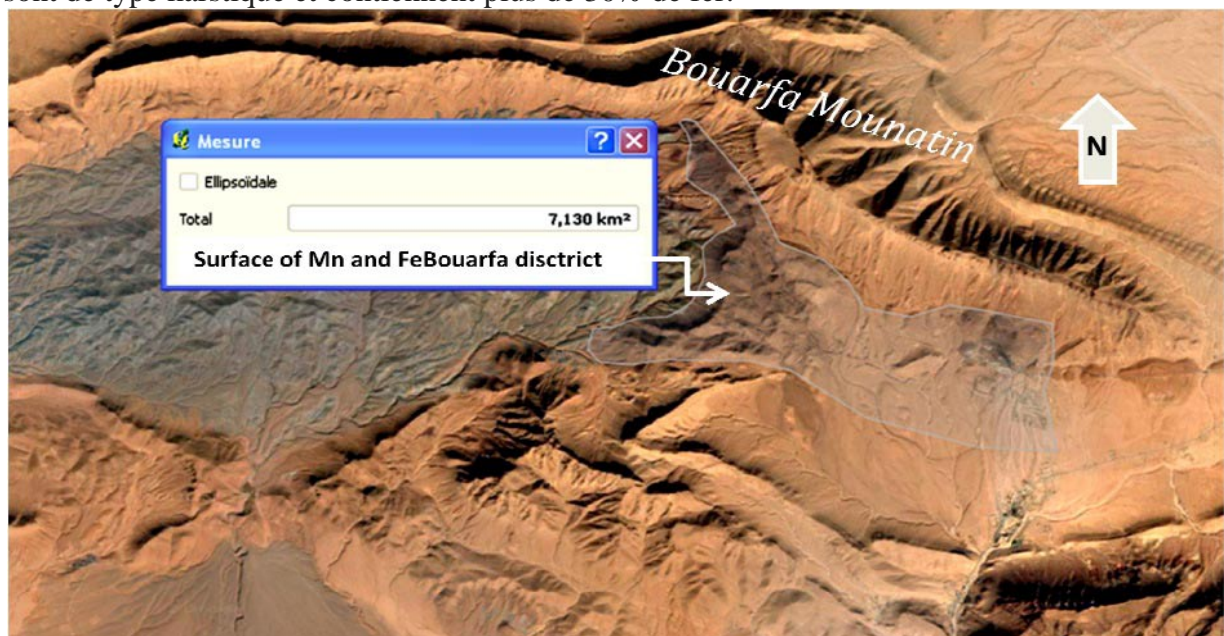 Bouarfa Mounatin
N
Mesure
Ellipsoïdale
Total 7,130 km²
Surface of Mn and FeBouarfa disctrict